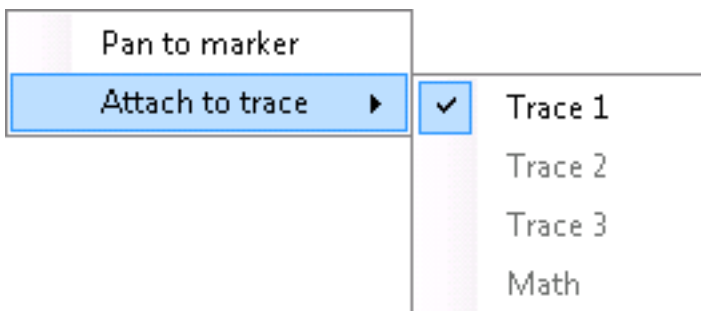 Pan to marker
Attach to trace
Trace 1
Trace 2
Trace 3
Math